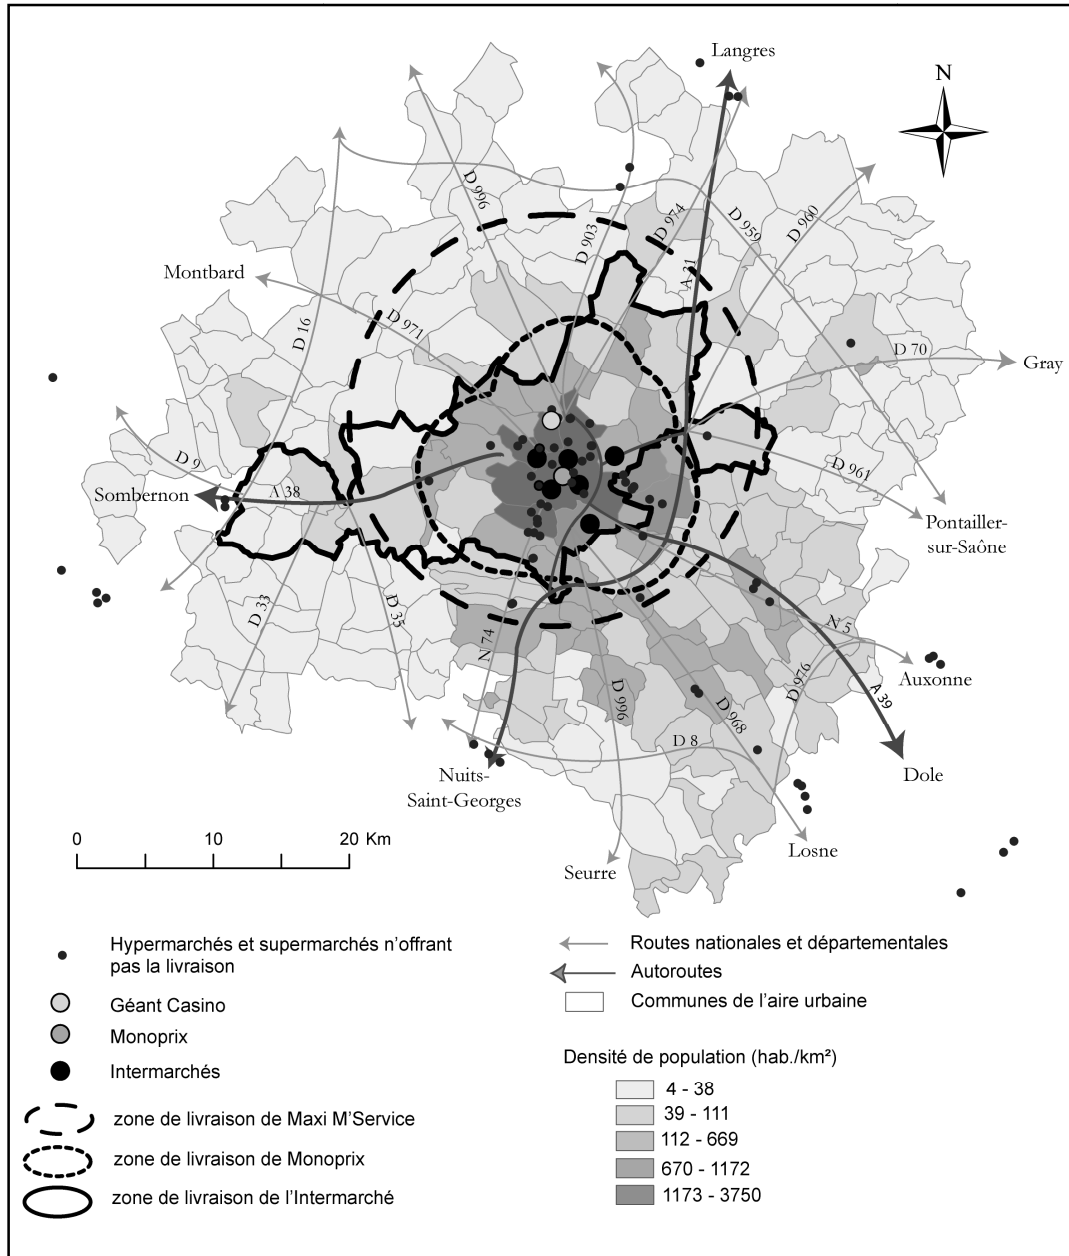 Langres
N
D 996
D 903
D 974
D 959
D 960
A 31
Montbard
D 16
D 971
D 70
Gray
D 9
Sombernon
A 38
D 961
Pontailler-
sur-Saône
D 33
D 35
N 74
N 5
D 996
D 968
D 976
A 39
Auxonne
D 8
Nuits-
Saint-Georges
Dole
Losne
Seurre
0 10 20 Km
Hypermarchés et supermarchés n'offrant
pas la livraison
Géant Casino
Monoprix
Intermarchés
zone de livraison de Maxi M'Service
zone de livraison de Monoprix
zone de livraison de l'Intermarché
Routes nationales et départementales
Autoroutes
Communes de l'aire urbaine
Densité de population (hab./km²)
4 - 38
39 - 111
112 - 669
670 - 1172
1173 - 3750